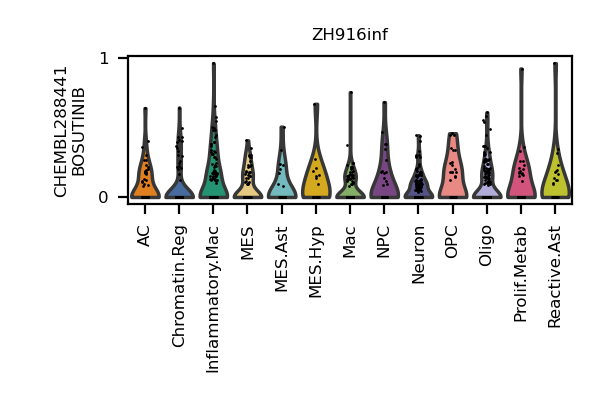 ZH916inf
CHEMBL288441
BOSUTINIB
1
0
AC
Chromatin.Reg
Inflammatory.Mac
MES
MES.Ast
MES.Hyp
Mac
NPC
Neuron
OPC
Oligo
Prolif.Metab
Reactive.Ast